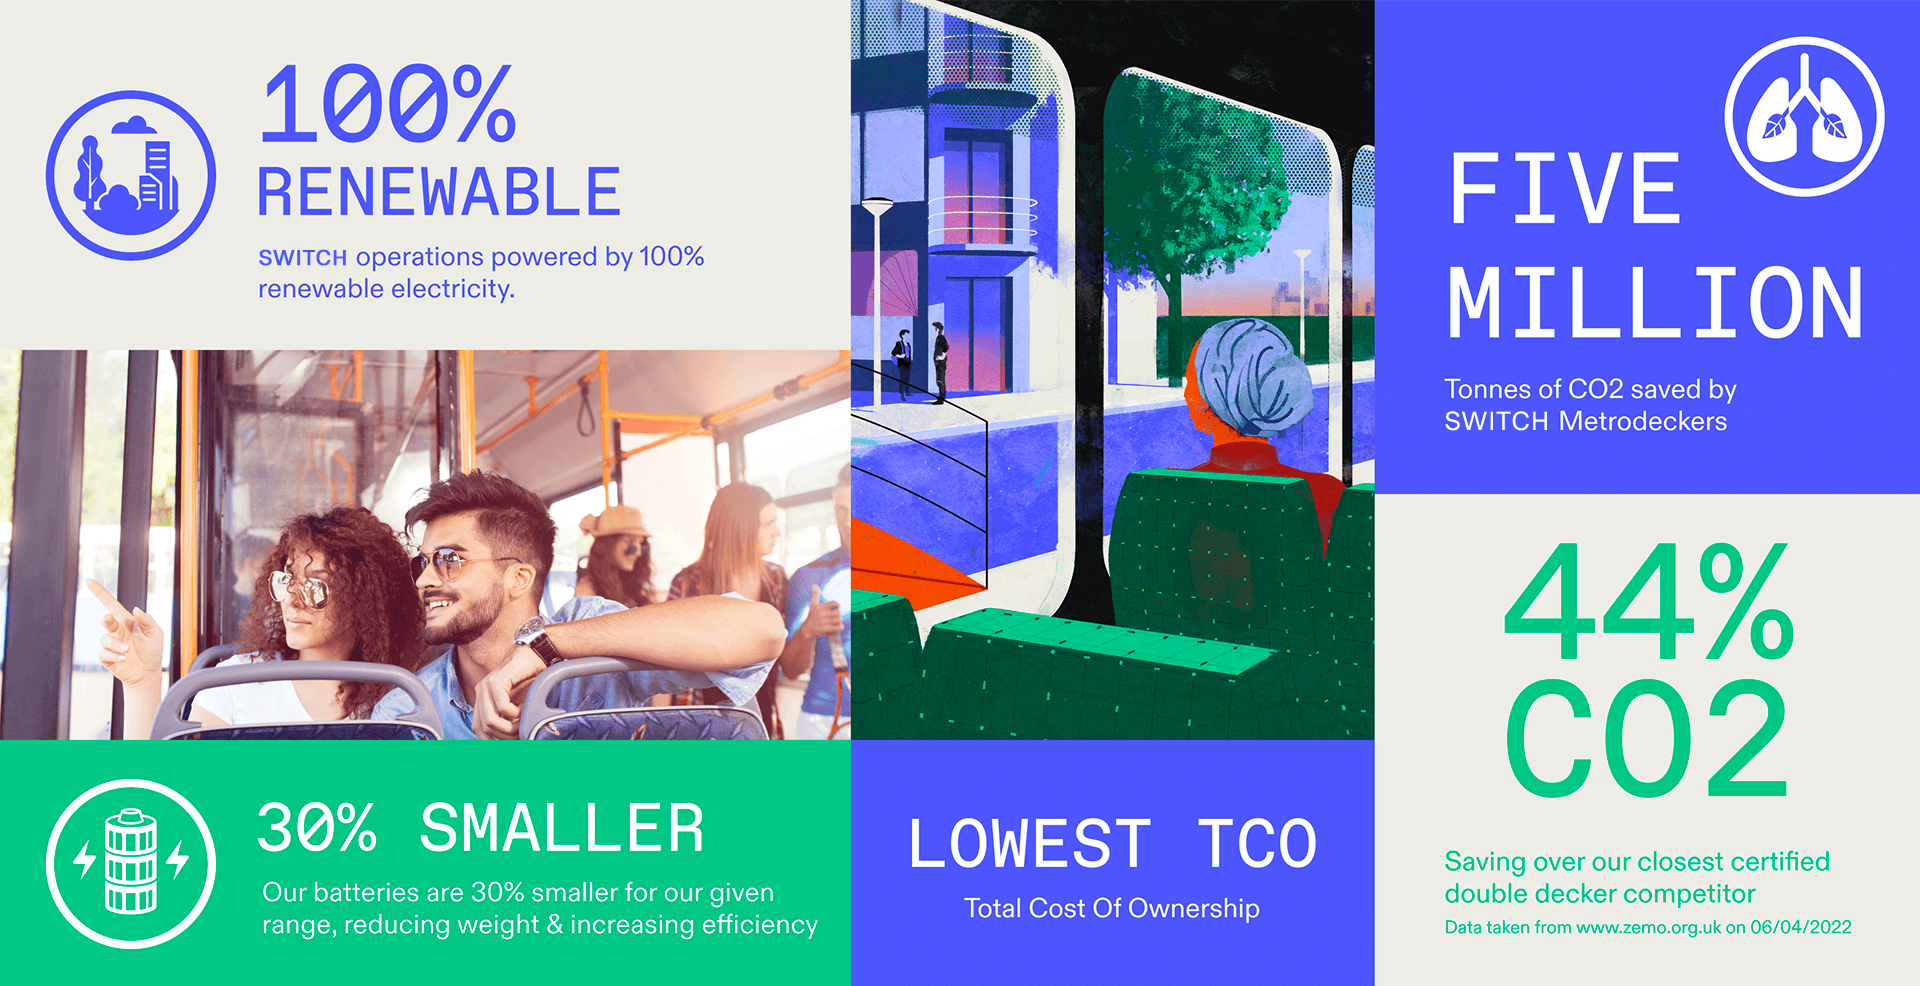 100%
RENEWABLE
SWITCH operations powered by 100%
renewable electricity.
30% SMALLER
Our batteries are 30% smaller for our given
range, reducing weight & increasing efficiency
LOWEST TCO
Total Cost Of Ownership
FIVE
MILLION
Tonnes of CO2 saved by
SWITCH Metrodeckers
44%
CO2
Saving over our closest certified
double decker competitor
Data taken from www.zemo.org.uk on 06/04/2022